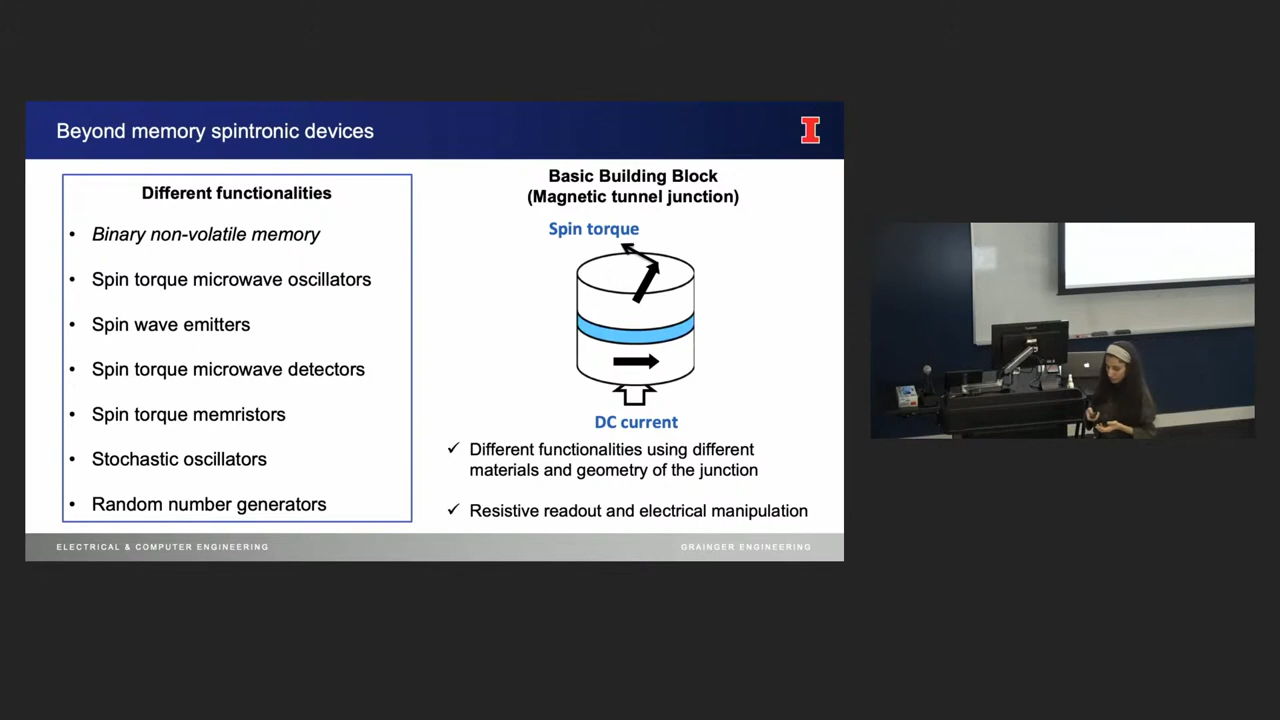 Beyond memory spintronic devices
Different functionalities
• Binary non-volatile memory
• Spin torque microwave oscillators
• Spin wave emitters
• Spin torque microwave detectors
• Spin torque memristors
• Stochastic oscillators
• Random number generators
Basic Building Block
(Magnetic tunnel junction)
Spin torque
DC current
✓ Different functionalities using different
materials and geometry of the junction
✓ Resistive readout and electrical manipulation
ELECTRICAL & COMPUTER ENGINEERING
GRAINGER ENGINEERING